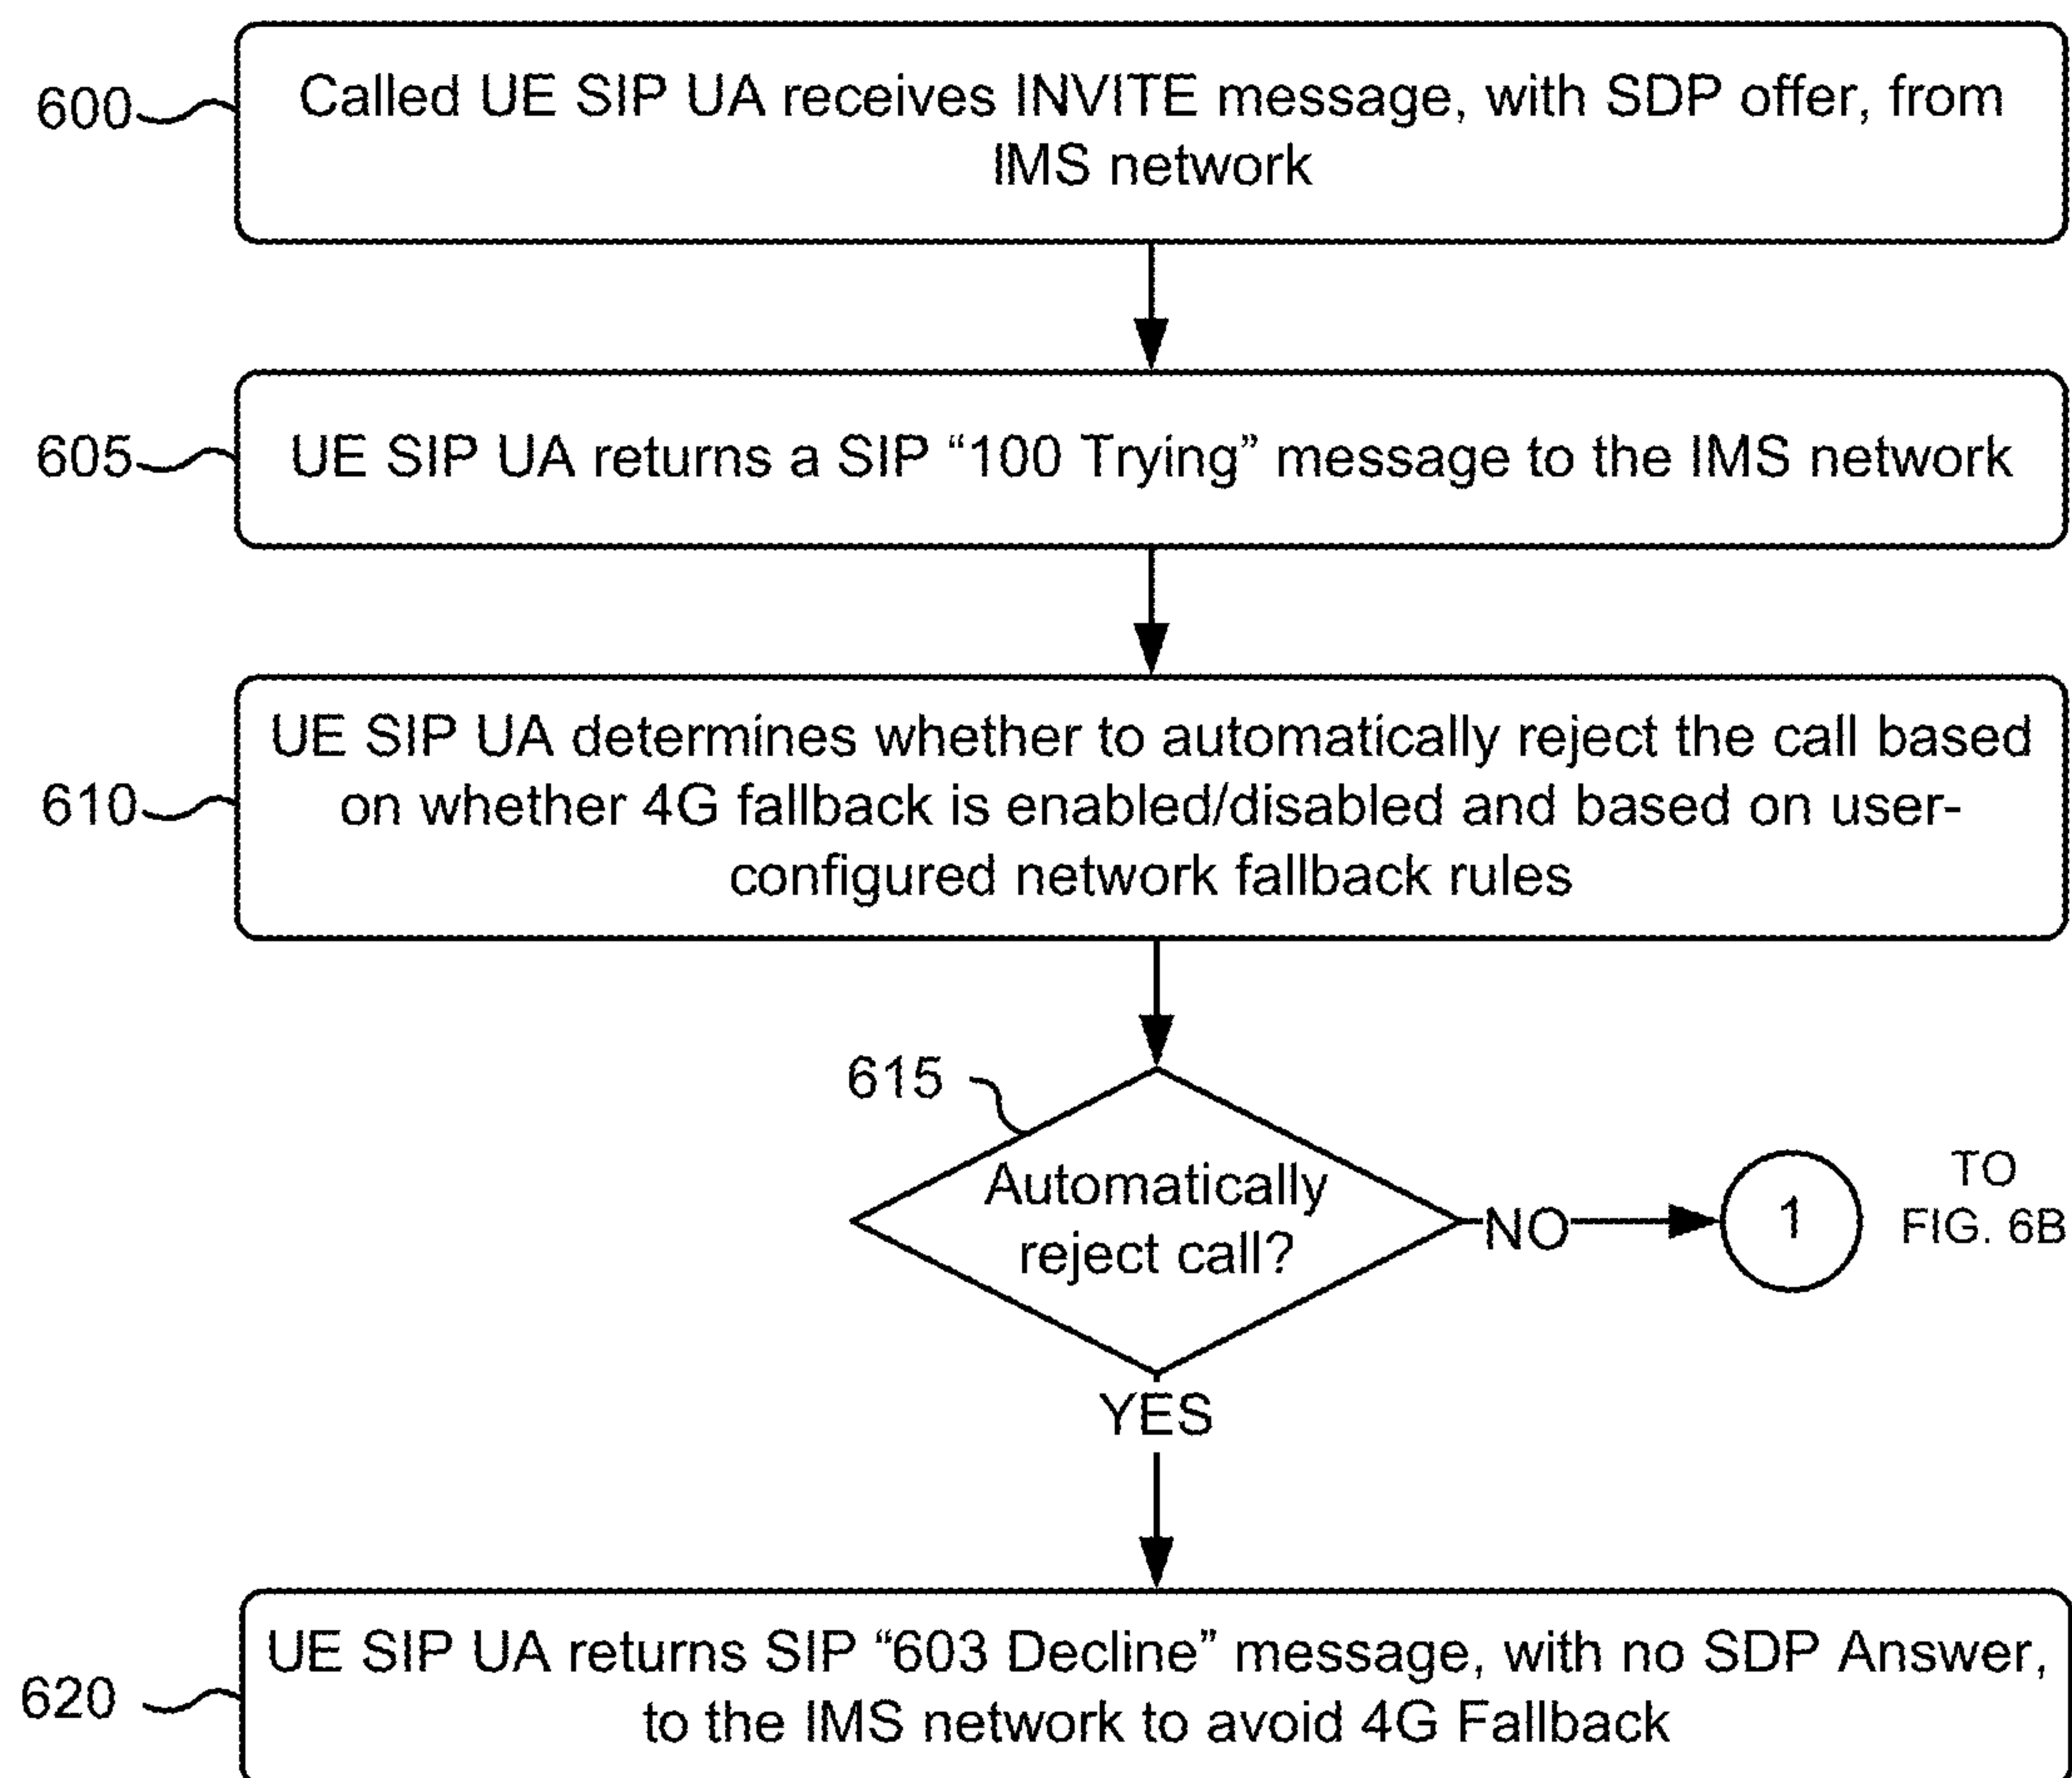 600
Called UE SIP UA receives INVITE message, with SDP offer, from
IMS network
605
UE SIP UA returns a SIP “100 Trying” message to the IMS network
610
UE SIP UA determines whether to automatically reject the call based
on whether 4G fallback is enabled/disabled and based on user-
configured network fallback rules
615
Automatically
reject call?
NO
1
TO
FIG. 6B
YES
620
UE SIP UA returns SIP “603 Decline” message, with no SDP Answer,
to the IMS network to avoid 4G Fallback